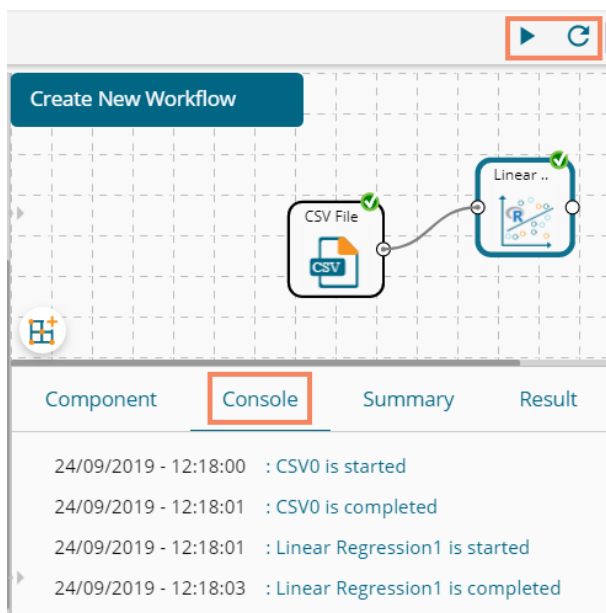 Create New Workflow
Linear ..
R
CSV File
CSV
Component Console Summary Result
24/09/2019 - 12:18:00 : CSV0 is started
24/09/2019 - 12:18:01 : CSV0 is completed
24/09/2019 - 12:18:01 : Linear Regression1 is started
24/09/2019 - 12:18:03 : Linear Regression1 is completed